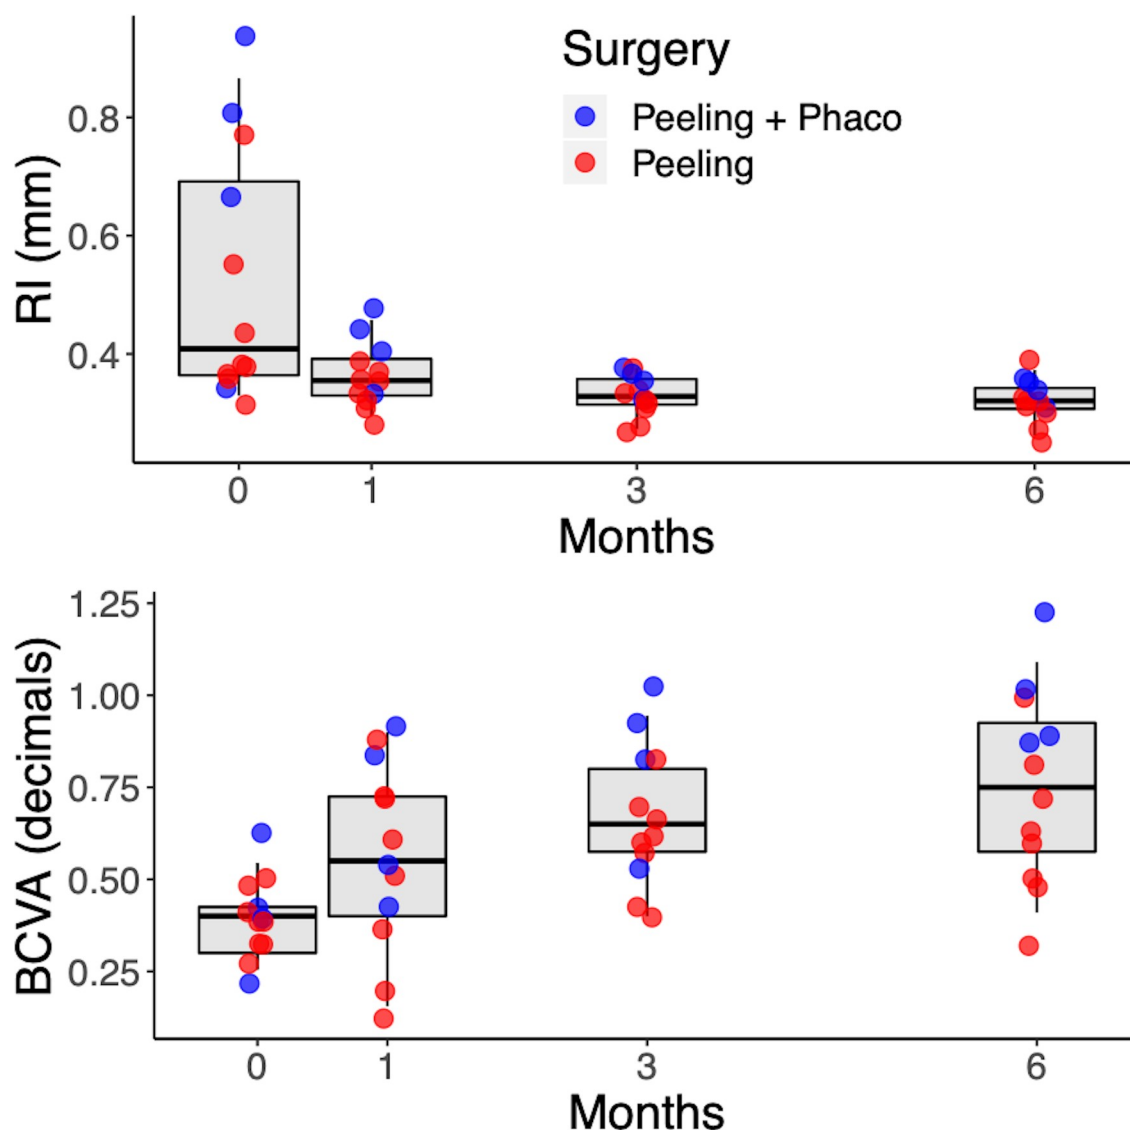 Surgery
Peeling + Phaco
Peeling
RI (mm)
0.8
0.6
0.4
0 1 3 6
Months
BCVA (decimals)
1.25
1.00
0.75
0.50
0.25
0 1 3 6
Months